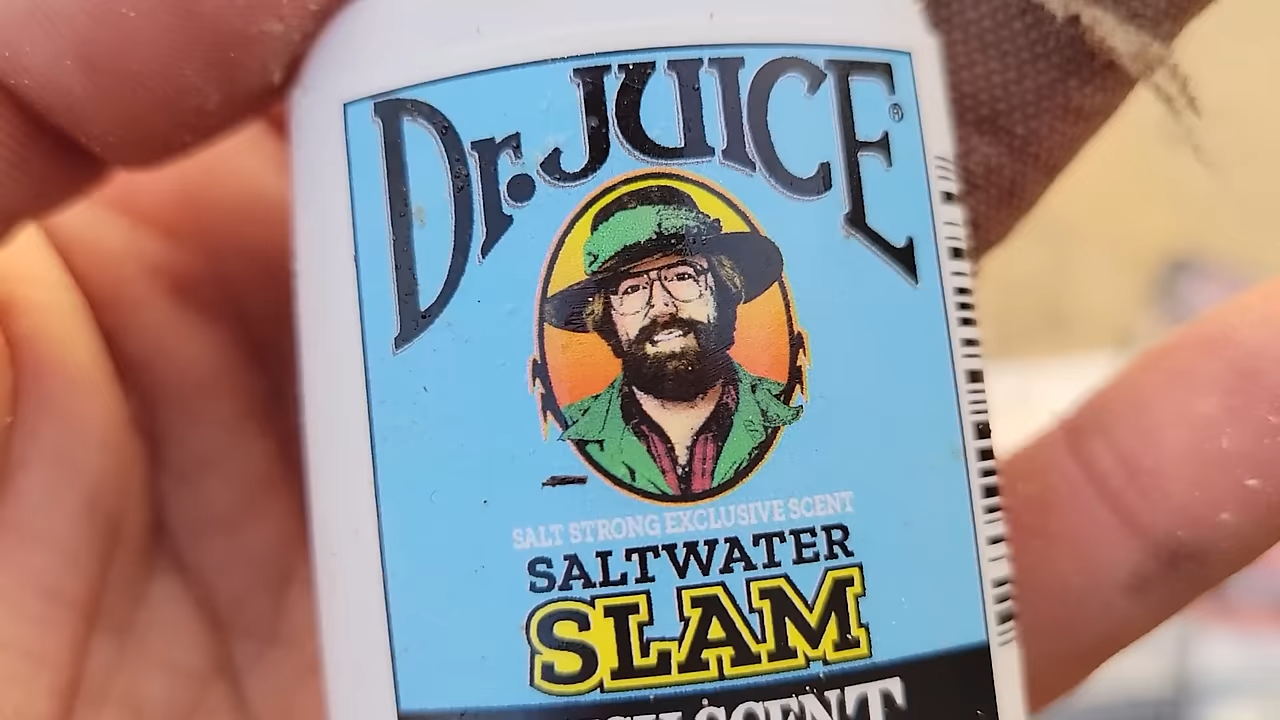 Dr. JUICE®
SALT STRONG EXCLUSIVE SCENT
SALTWATER
SLAM
SCENT